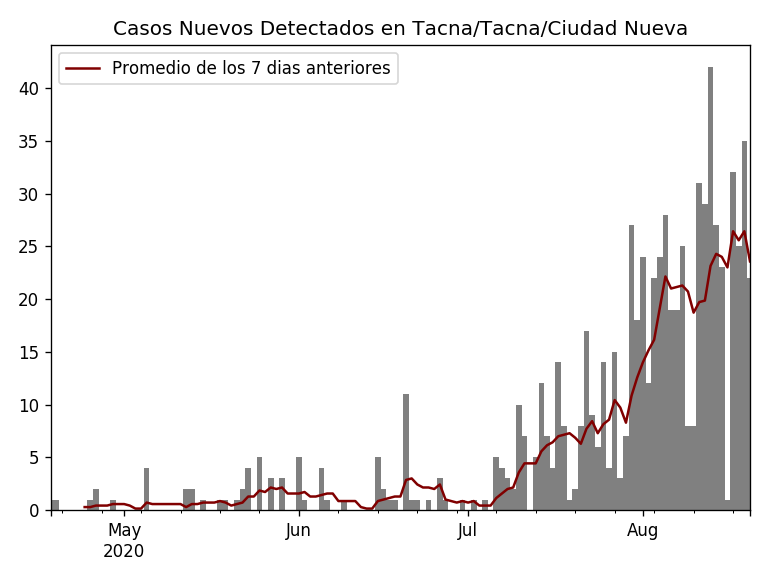 Casos Nuevos Detectados en Tacna/Tacna/Ciudad Nueva
Promedio de los 7 dias anteriores
40
35
30
25
20
15
10
5
0
May
2020
Jun
Jul
Aug